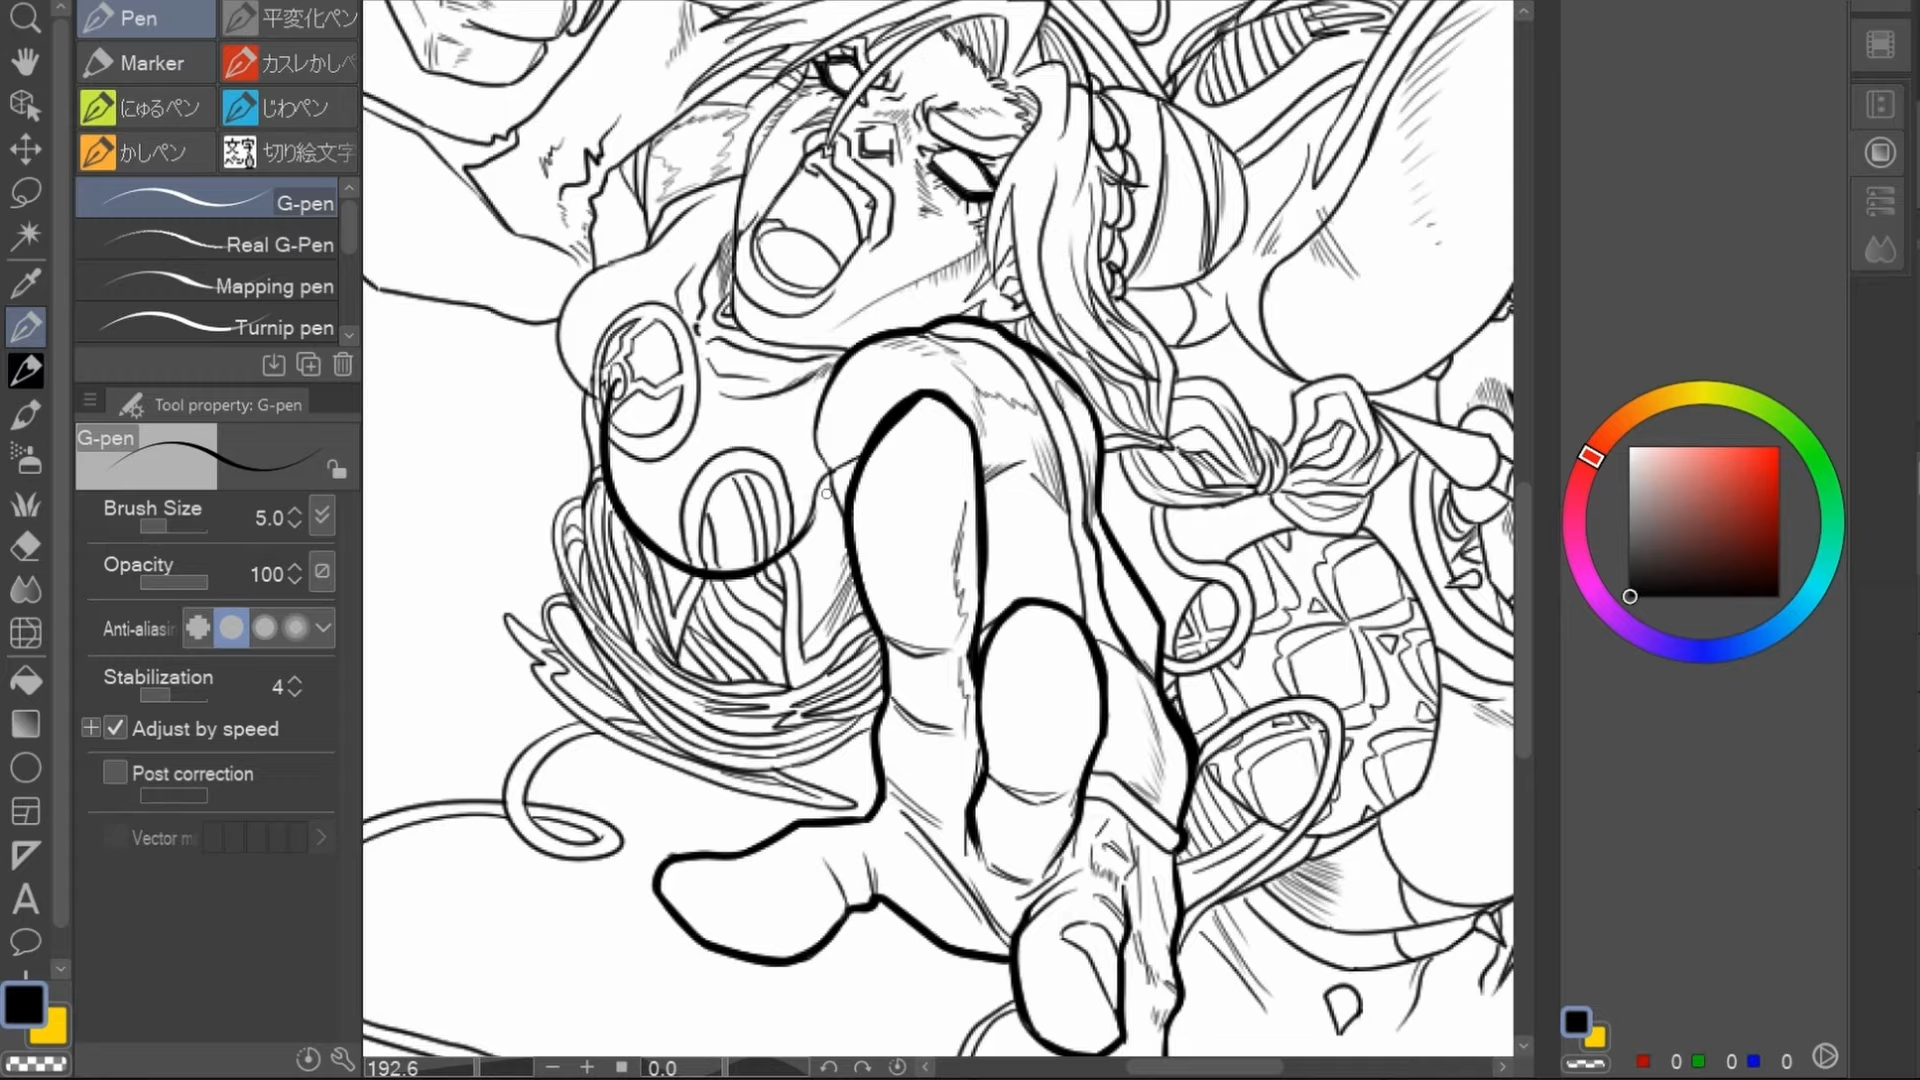 Pen
平変化ペン
Marker
カスレかしペ
にゅるペン
じわペン
かしペン
切り絵文字
G-pen
Real G-Pen
Mapping pen
Turnip pen
Tool property: G-pen
G-pen
Brush Size
5.0
Opacity
100
Anti-aliasin
Stabilization
4
Adjust by speed
Post correction
Vector m
192.6
0.0
0 0 0